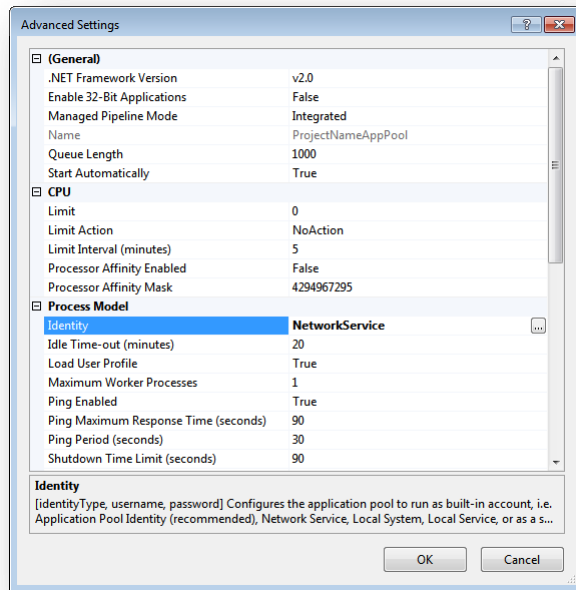 Advanced Settings
(General)
.NET Framework Version v2.0
Enable 32-Bit Applications False
Managed Pipeline Mode Integrated
Name ProjectNameAppPool
Queue Length 1000
Start Automatically True
CPU
Limit 0
Limit Action NoAction
Limit Interval (minutes) 5
Processor Affinity Enabled False
Processor Affinity Mask 4294967295
Process Model
Identity NetworkService ...
Idle Time-out (minutes) 20
Load User Profile True
Maximum Worker Processes 1
Ping Enabled True
Ping Maximum Response Time (seconds) 90
Ping Period (seconds) 30
Shutdown Time Limit (seconds) 90
Identity
[identityType, username, password] Configures the application pool to run as built-in account, i.e.
Application Pool Identity (recommended), Network Service, Local System, Local Service, or as a s...
OK Cancel